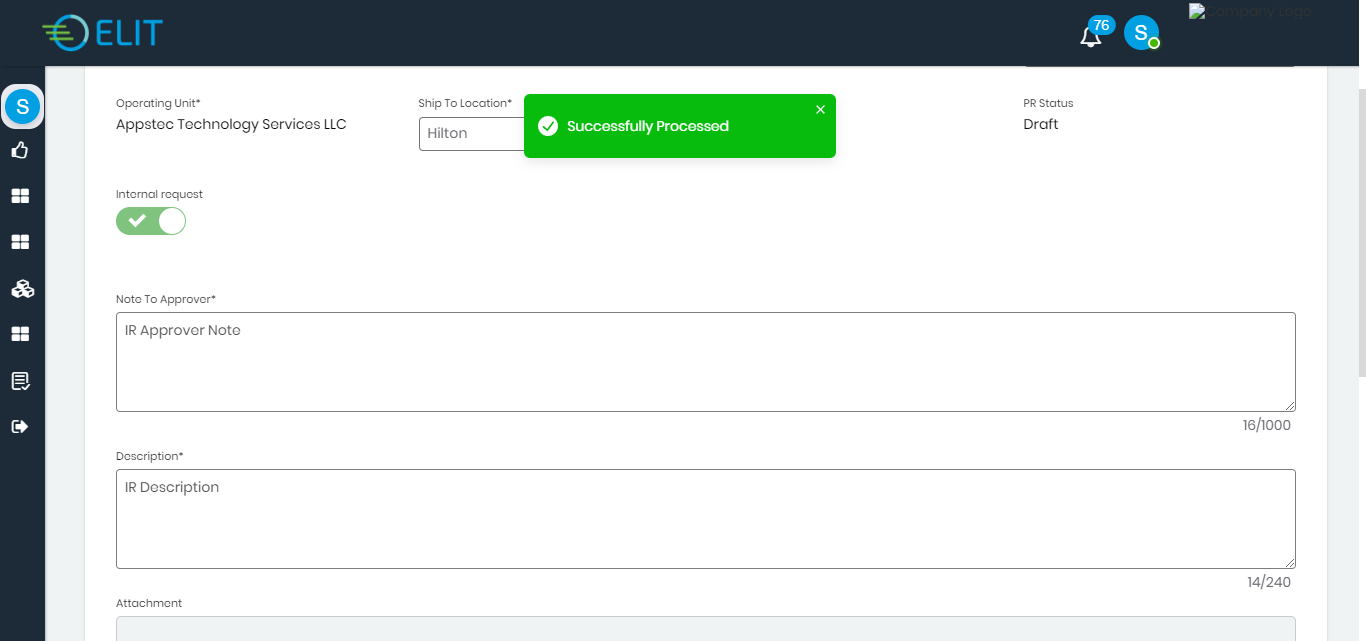 ELIT
76
S
Company Logo
S
Operating Unit*
Appstec Technology Services LLC
Ship To Location*
Hilton
Successfully Processed
PR Status
Draft
Internal request
Note To Approver*
IR Approver Note
16/1000
Description*
IR Description
14/240
Attachment